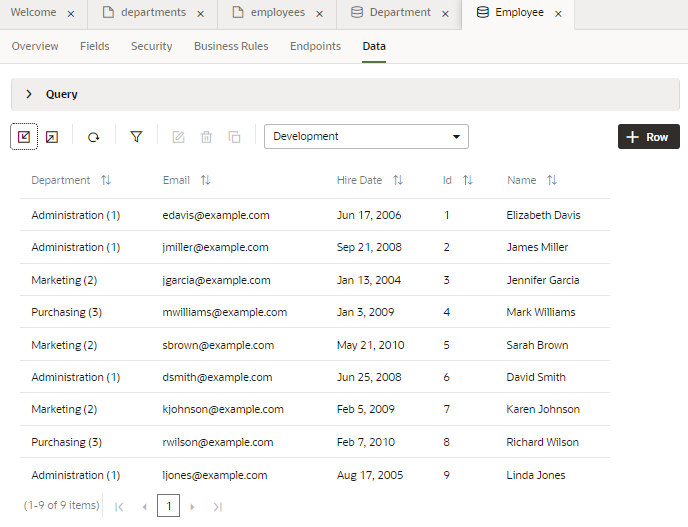 Welcome × departments × employees × Department × Employee ×
Overview Fields Security Business Rules Endpoints Data
Query
Development + Row
Department Email Hire Date Id Name
Administration (1) edavis@example.com Jun 17, 2006 1 Elizabeth Davis
Administration (1) jmiller@example.com Sep 21, 2008 2 James Miller
Marketing (2) jgarcia@example.com Jan 13, 2004 3 Jennifer Garcia
Purchasing (3) mwilliams@example.com Jan 3, 2009 4 Mark Williams
Marketing (2) sbrown@example.com May 21, 2010 5 Sarah Brown
Administration (1) dsmith@example.com Jun 25, 2008 6 David Smith
Marketing (2) kjohnson@example.com Feb 5, 2009 7 Karen Johnson
Purchasing (3) rwilson@example.com Feb 7, 2010 8 Richard Wilson
Administration (1) ljones@example.com Aug 17, 2005 9 Linda Jones
(1-9 of 9 items) 1